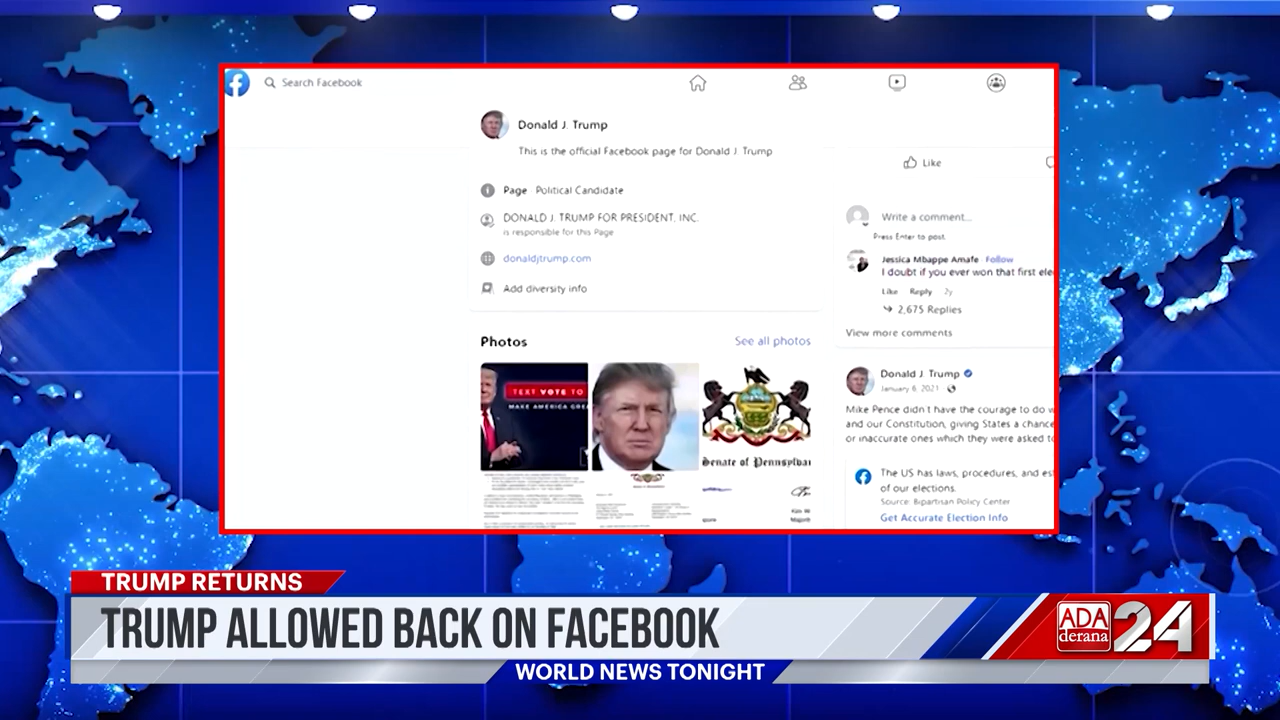 Search Facebook
Donald J. Trump
This is the official Facebook page for Donald J. Trump
Page · Political Candidate
DONALD J. TRUMP FOR PRESIDENT, INC.
is responsible for this Page
donaldjtrump.com
Add diversity info
Photos
See all photos
TEXT VOTE TO
MAKE AMERICA GREA
Senate of Pennsylvan
Like
Write a comment...
Press Enter to post.
Jessica Mbappe Amafe Follow
I doubt if you ever won that first ele
Like Reply 2y
2,675 Replies
View more comments
Donald J. Trump
January 6, 2021
Mike Pence didn't have the courage to do w
and our Constitution, giving States a chance
or inaccurate ones which they were asked to
The US has laws, procedures, and est
of our elections.
Source: Bipartisan Policy Center
Get Accurate Election Info
TRUMP RETURNS
TRUMP ALLOWED BACK ON FACEBOOK
ADA
derana
24
WORLD NEWS TONIGHT